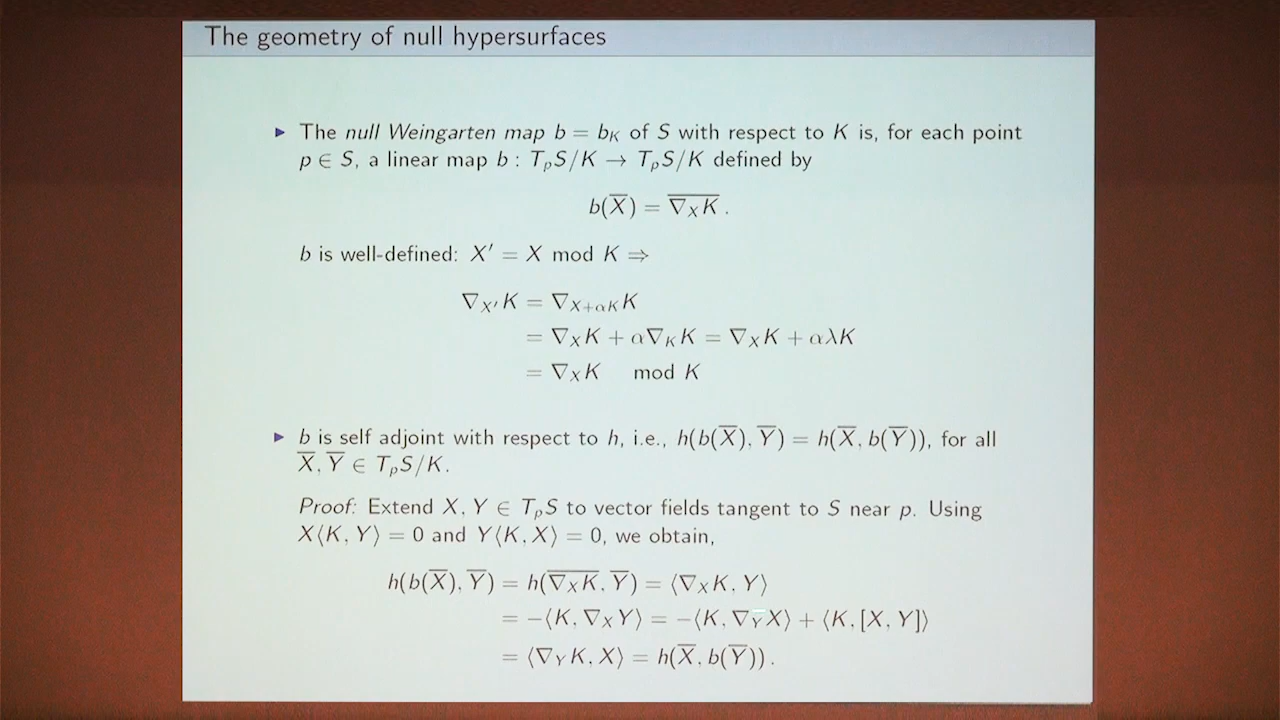 The geometry of null hypersurfaces
▶ The null Weingarten map b = b_K of S with respect to K is, for each point
p ∈ S, a linear map b : T_pS/K → T_pS/K defined by
b(X̅) = \overline{∇_X K} .
b is well-defined: X′ = X mod K ⇒
∇_{X′} K = ∇_{X+αK} K
= ∇_X K + α∇_K K = ∇_X K + αλK
= ∇_X K mod K
▶ b is self adjoint with respect to h, i.e., h(b(X̅), Y̅) = h(X̅, b(Y̅)), for all
X̅, Y̅ ∈ T_pS/K.
Proof: Extend X, Y ∈ T_pS to vector fields tangent to S near p. Using
X⟨K, Y⟩ = 0 and Y⟨K, X⟩ = 0, we obtain,
h(b(X̅), Y̅) = h(\overline{∇_X K}, Y̅) = ⟨∇_X K, Y⟩
= −⟨K, ∇_X Y⟩ = −⟨K, ∇_Y X⟩ + ⟨K, [X, Y]⟩
= ⟨∇_Y K, X⟩ = h(X̅, b(Y̅)) .